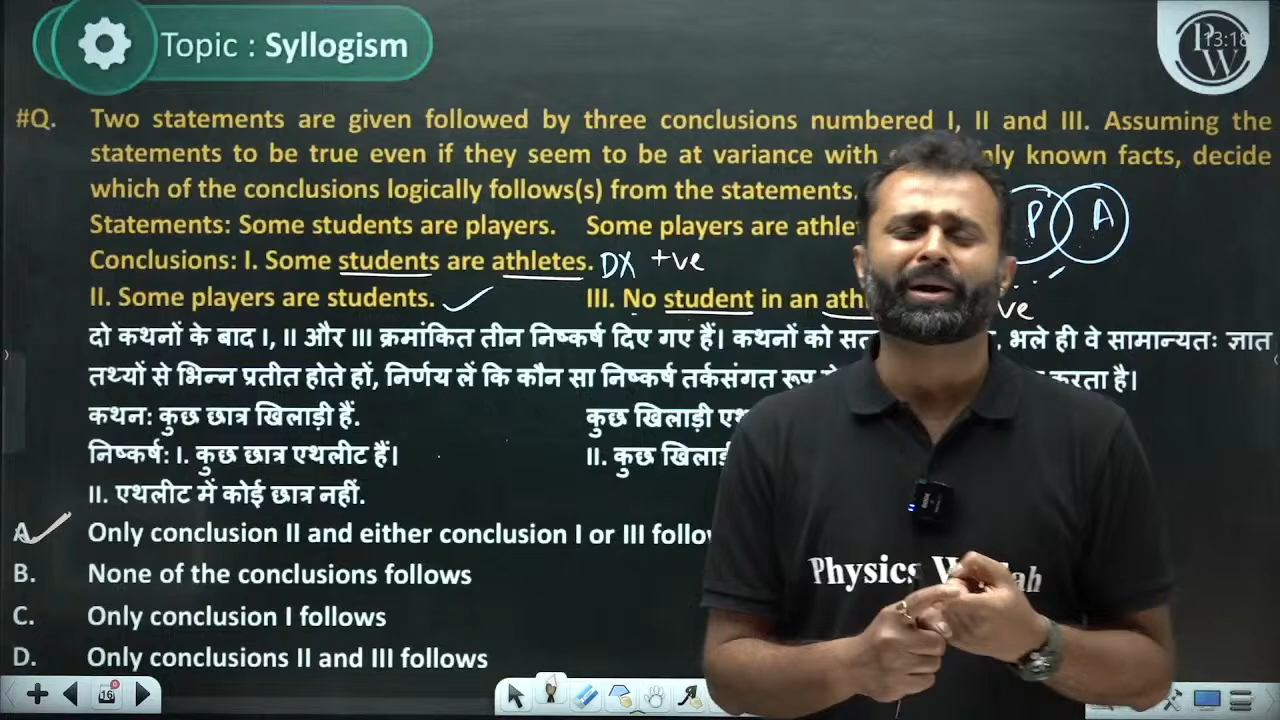 Topic : Syllogism
PW
13:18
#Q. Two statements are given followed by three conclusions numbered I, II and III. Assuming the
statements to be true even if they seem to be at variance with known facts, decide
which of the conclusions logically follows(s) from the statements.
Statements: Some students are players. Some players are
P A
Conclusions: I. Some students are athletes. DX +ve
II. Some players are students. III. No student in an
दो कथनों के बाद I, II और III क्रमांकित तीन निष्कर्ष दिए गए हैं। कथनों को भले ही वे सामान्यतः ज्ञात
तथ्यों से भिन्न प्रतीत होते हों, निर्णय लें कि कौन सा निष्कर्ष तर्कसंगत रूप करता है।
कथन: कुछ छात्र खिलाड़ी हैं. कुछ खिलाड़ी
निष्कर्ष: I. कुछ छात्र एथलीट हैं। II. कुछ
II. एथलीट में कोई छात्र नहीं.
A. Only conclusion II and either conclusion I or III
B. None of the conclusions follows
C. Only conclusion I follows
D. Only conclusions II and III follows
Physics
16